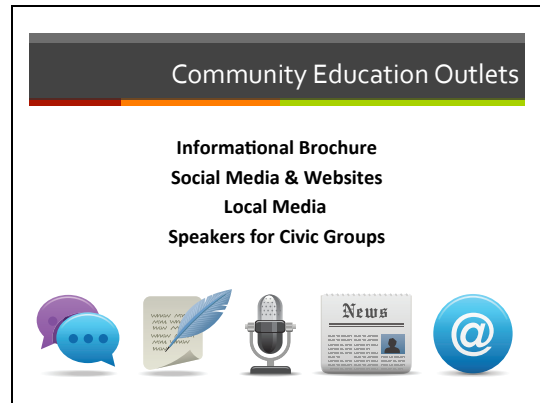 Community Education Outlets
Informational Brochure
Social Media & Websites
Local Media
Speakers for Civic Groups
News
@